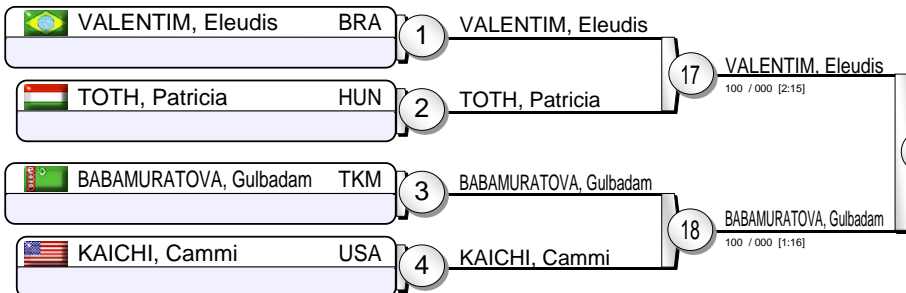 VALENTIM, Eleudis BRA
1
VALENTIM, Eleudis
17
VALENTIM, Eleudis
100 / 000 [2:15]
TOTH, Patricia HUN
2
TOTH, Patricia
BABAMURATOVA, Gulbadam TKM
3
BABAMURATOVA, Gulbadam
18
BABAMURATOVA, Gulbadam
100 / 000 [1:16]
KAICHI, Cammi USA
4
KAICHI, Cammi